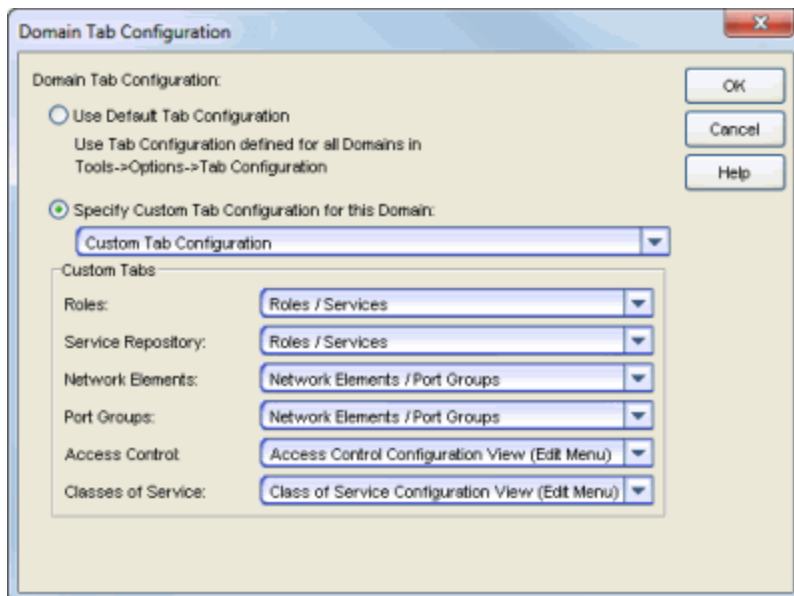 Domain Tab Configuration
Domain Tab Configuration:
OK
Use Default Tab Configuration
Cancel
Use Tab Configuration defined for all Domains in
Tools->Options->Tab Configuration
Help
Specify Custom Tab Configuration for this Domain:
Custom Tab Configuration
Custom Tabs
Roles: Roles / Services
Service Repository: Roles / Services
Network Elements: Network Elements / Port Groups
Port Groups: Network Elements / Port Groups
Access Control: Access Control Configuration View (Edit Menu)
Classes of Service: Class of Service Configuration View (Edit Menu)